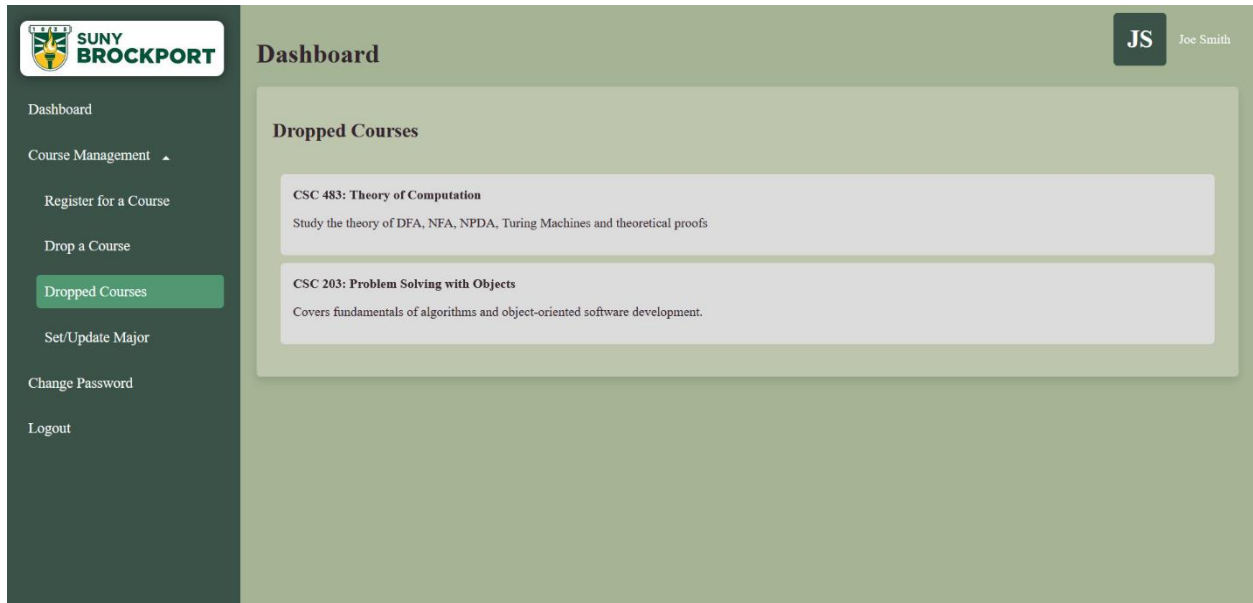 1835
SUNY
BROCKPORT
Dashboard
Course Management
Register for a Course
Drop a Course
Dropped Courses
Set/Update Major
Change Password
Logout
Dashboard
JS
Joe Smith
Dropped Courses
CSC 483: Theory of Computation
Study the theory of DFA, NFA, NPDA, Turing Machines and theoretical proofs
CSC 203: Problem Solving with Objects
Covers fundamentals of algorithms and object-oriented software development.